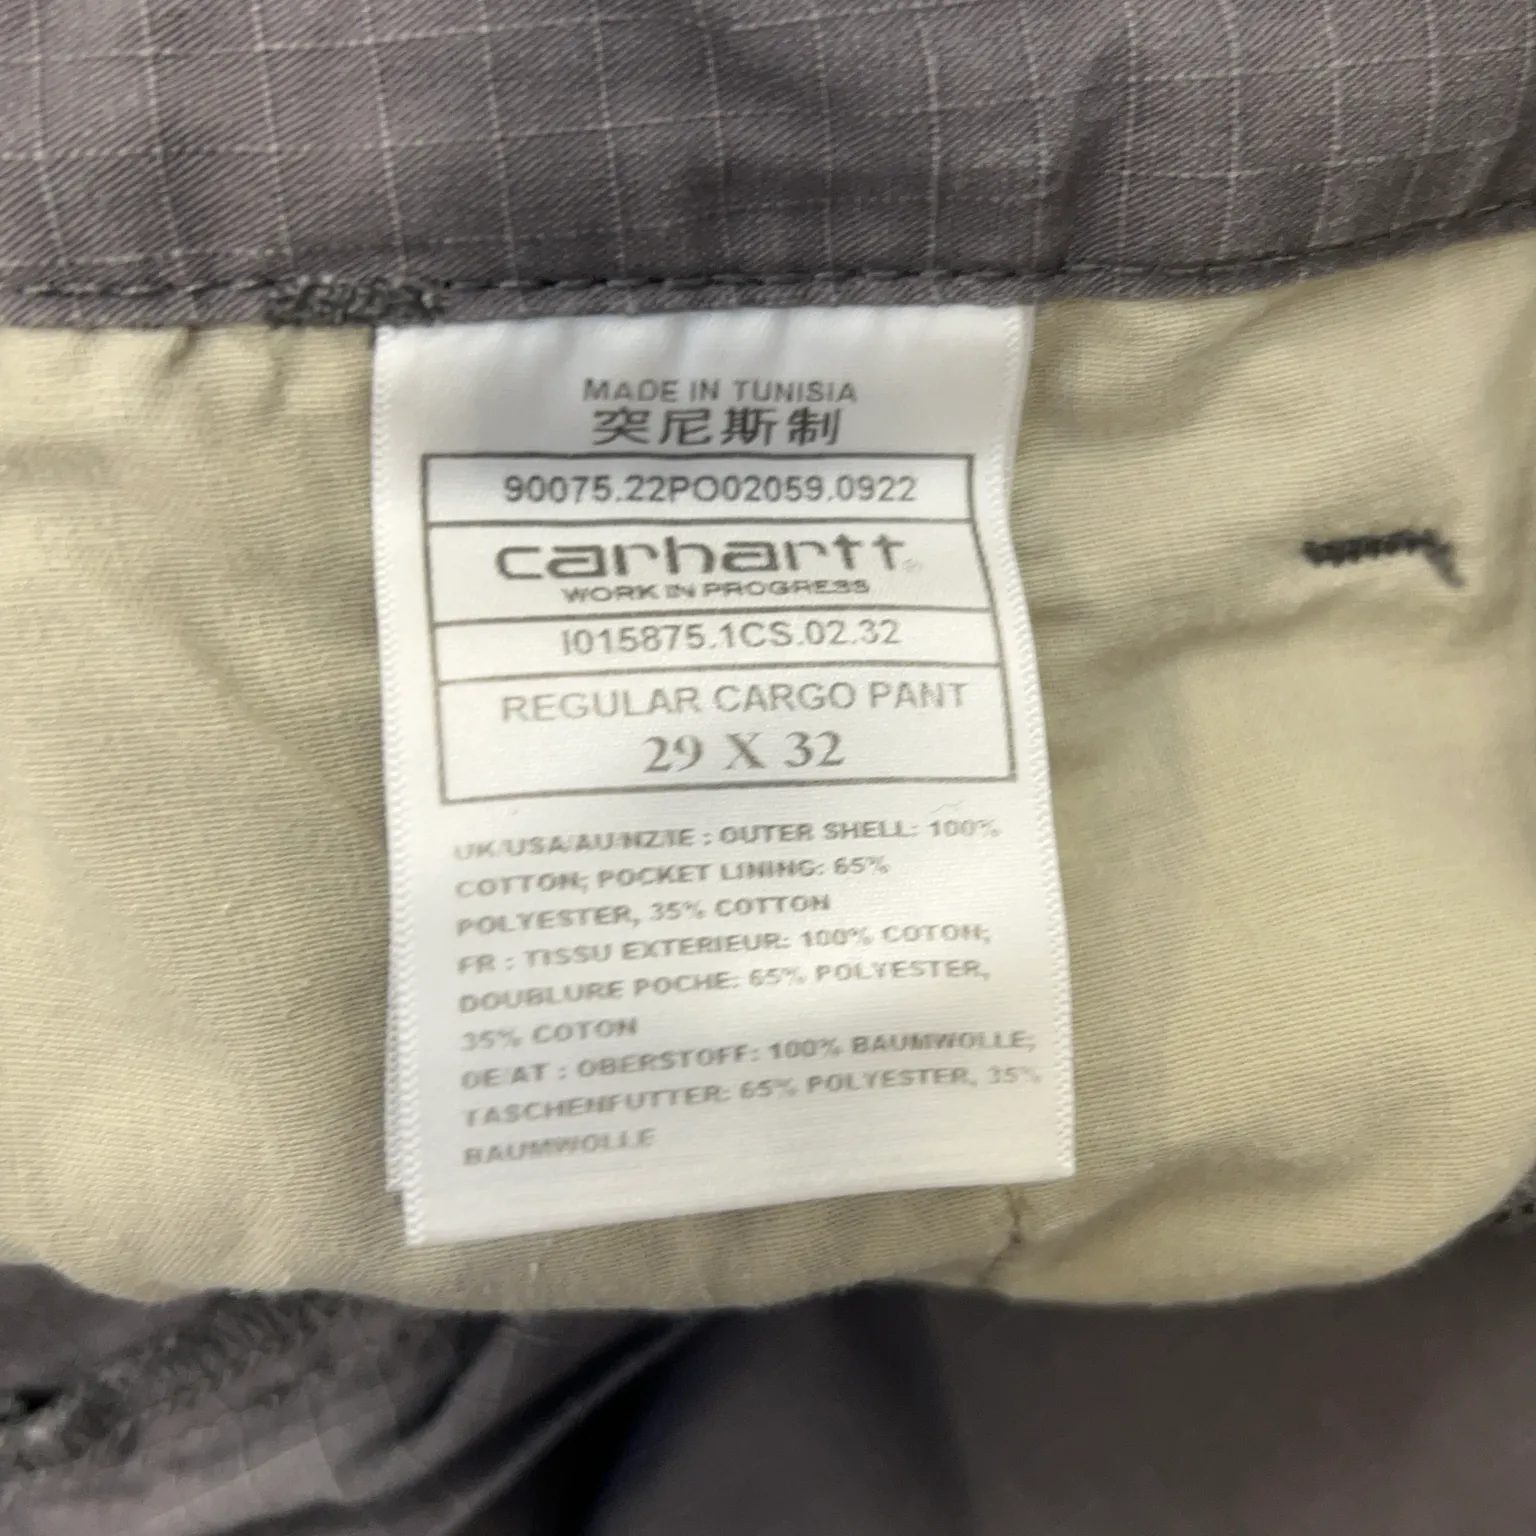 MADE IN TUNISIA
突尼斯制
90075.22PO02059.0922
carhartt®
WORK IN PROGRESS
I015875.1CS.02.32
REGULAR CARGO PANT
29 X 32
UK/USA/AU/NZ/IE : OUTER SHELL: 100%
COTTON; POCKET LINING: 65%
POLYESTER, 35% COTTON
FR : TISSU EXTERIEUR: 100% COTON;
DOUBLURE POCHE: 65% POLYESTER,
35% COTON
DE/AT : OBERSTOFF: 100% BAUMWOLLE;
TASCHENFUTTER: 65% POLYESTER, 35%
BAUMWOLLE